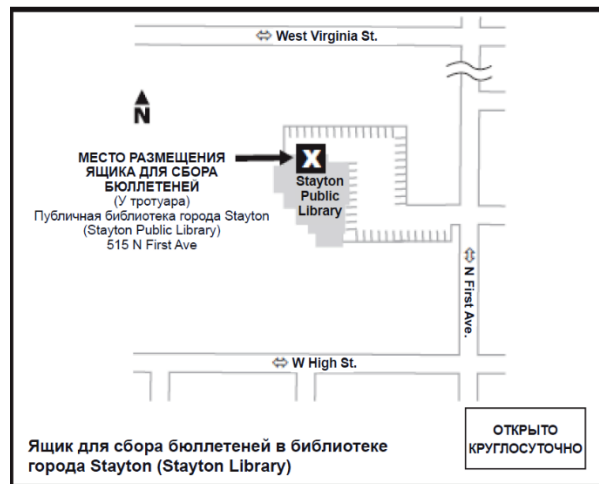 ⇔ West Virginia St.
N
МЕСТО РАЗМЕЩЕНИЯ
ЯЩИКА ДЛЯ СБОРА
БЮЛЛЕТЕНЕЙ
(У тротуара)
Публичная библиотека города Stayton
(Stayton Public Library)
515 N First Ave
X
Stayton
Public
Library
⇔ N First Ave.
⇔ W High St.
Ящик для сбора бюллетеней в библиотеке
города Stayton (Stayton Library)
ОТКРЫТО
КРУГЛОСУТОЧНО